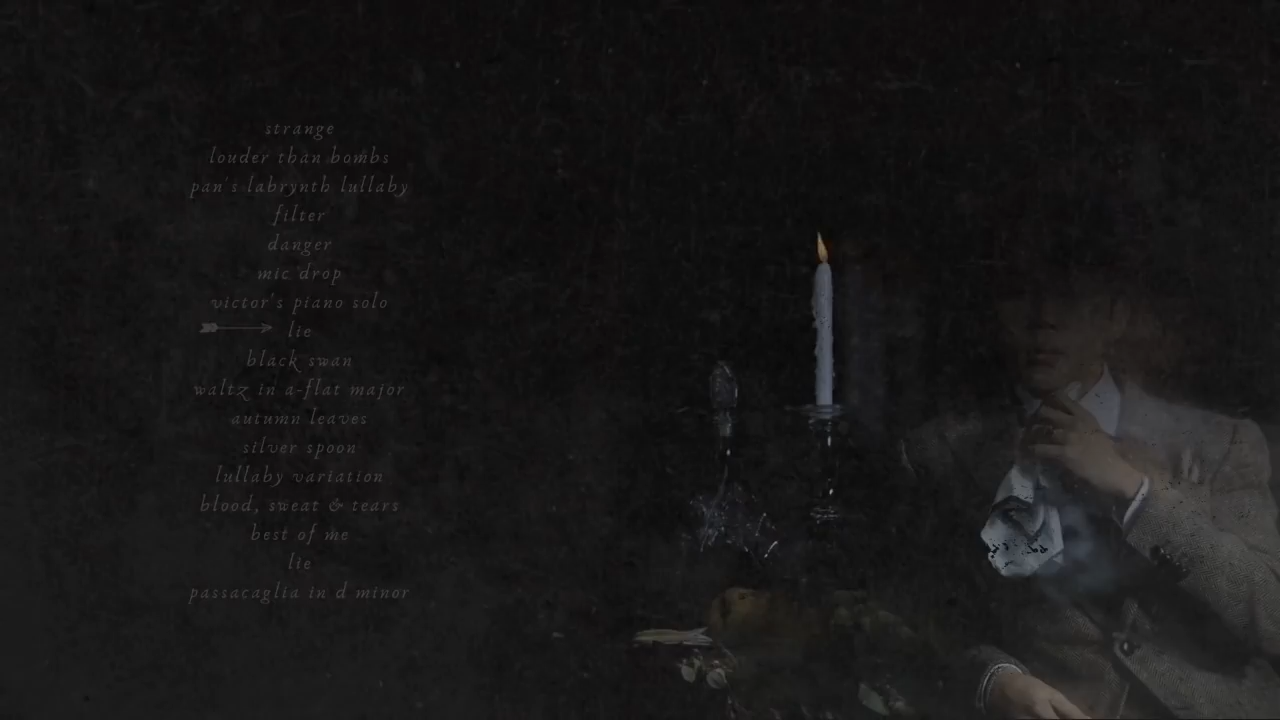 strange
louder than bombs
pan's labrynth lullaby
filter
danger
mic drop
victor's piano solo
lie
black swan
waltz in a-flat major
autumn leaves
silver spoon
lullaby variation
blood, sweat & tears
best of me
lie
passacaglia in d minor